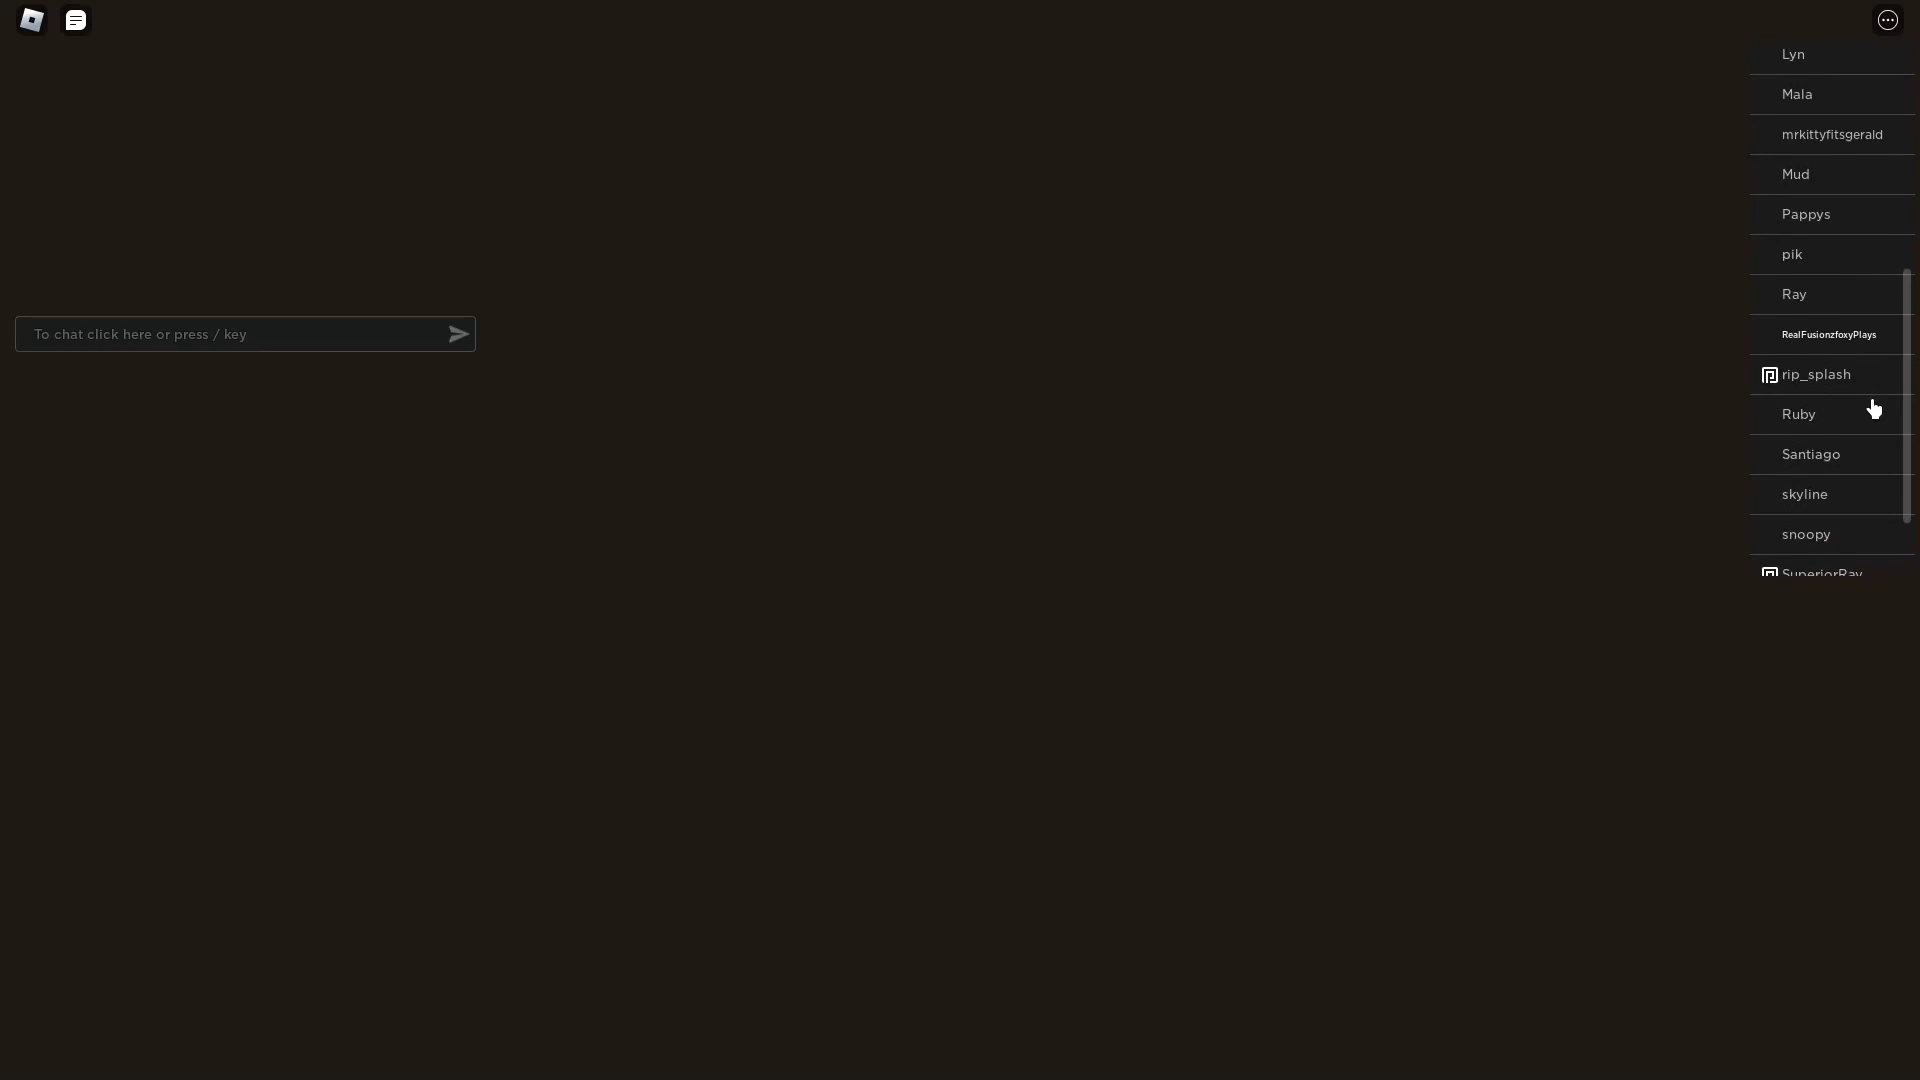 Lyn
Mala
mrkittyfitsgerald
Mud
Pappys
pik
Ray
To chat click here or press / key
RealFusionzfoxyPlays
rip_splash
Ruby
Santiago
skyline
snoopy
SuperiorRay